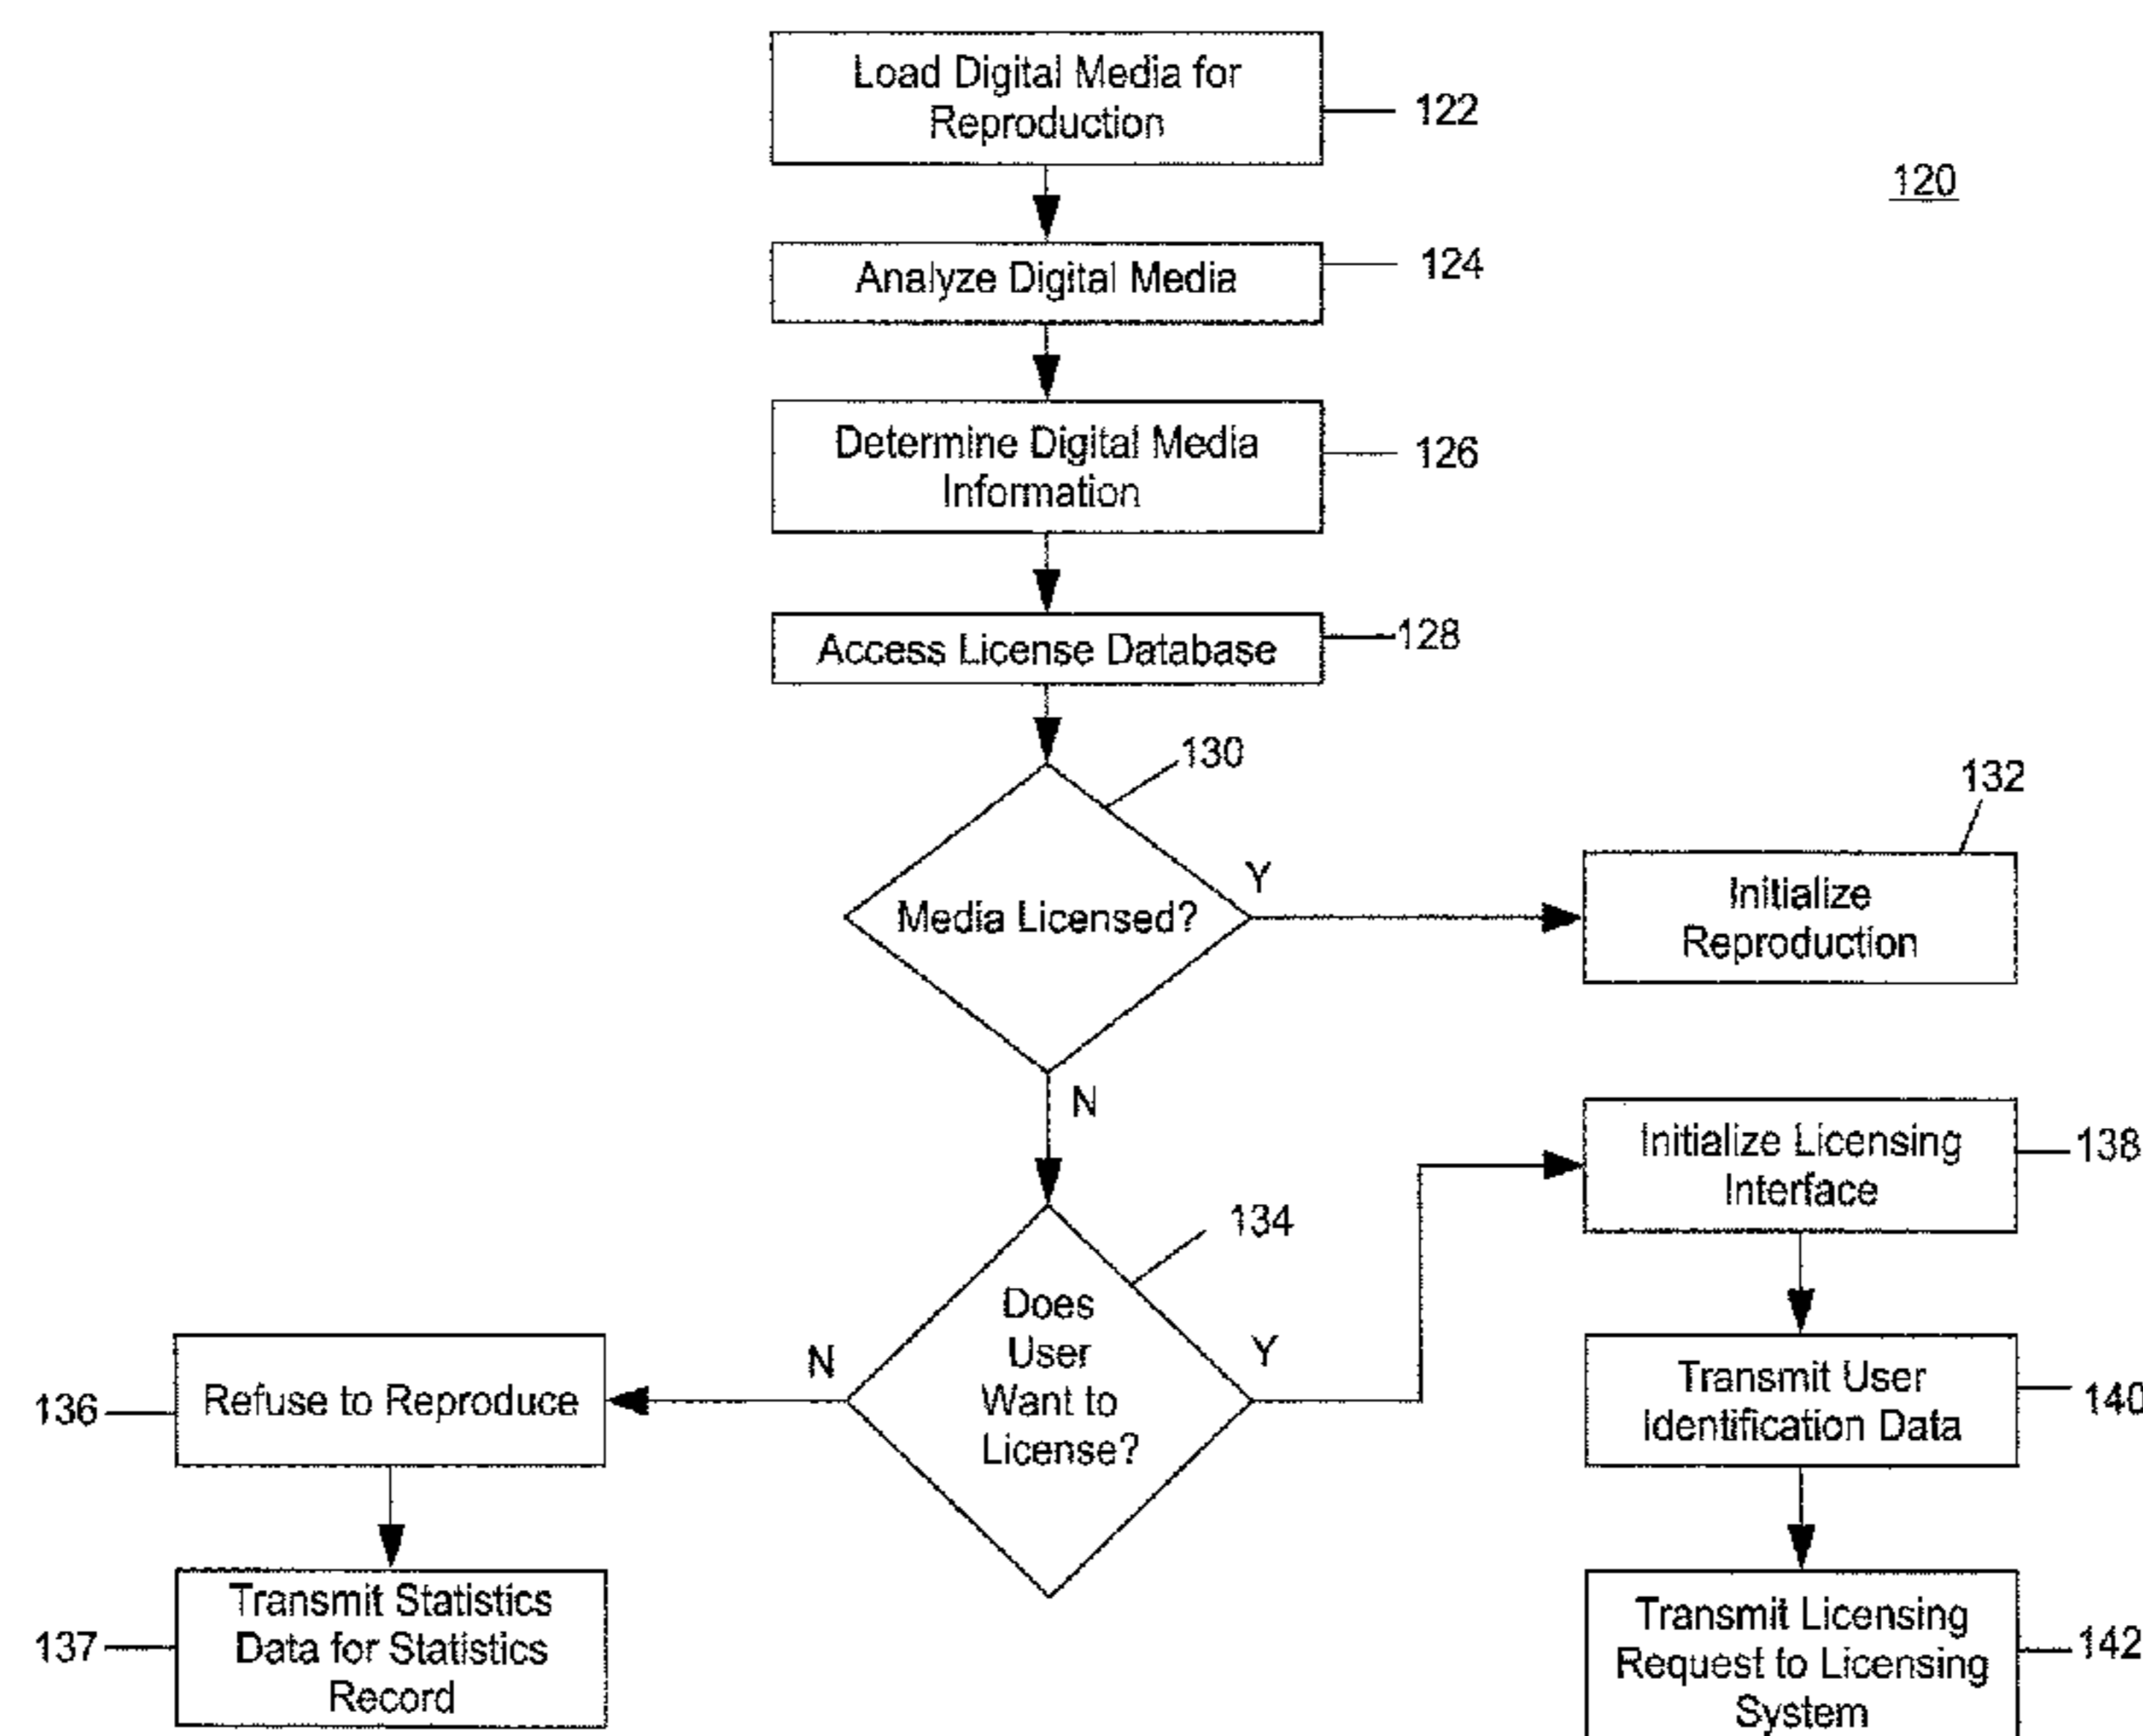 Load Digital Media for
Reproduction
122
120
Analyze Digital Media
124
Determine Digital Media
Information
126
Access License Database
128
130
132
Media Licensed?
Y
Initialize
Reproduction
N
Initialize Licensing
Interface
138
134
Does
User
Want to
License?
N
Y
136
Refuse to Reproduce
Transmit User
Identification Data
140
137
Transmit Statistics
Data for Statistics
Record
Transmit Licensing
Request to Licensing
System
142